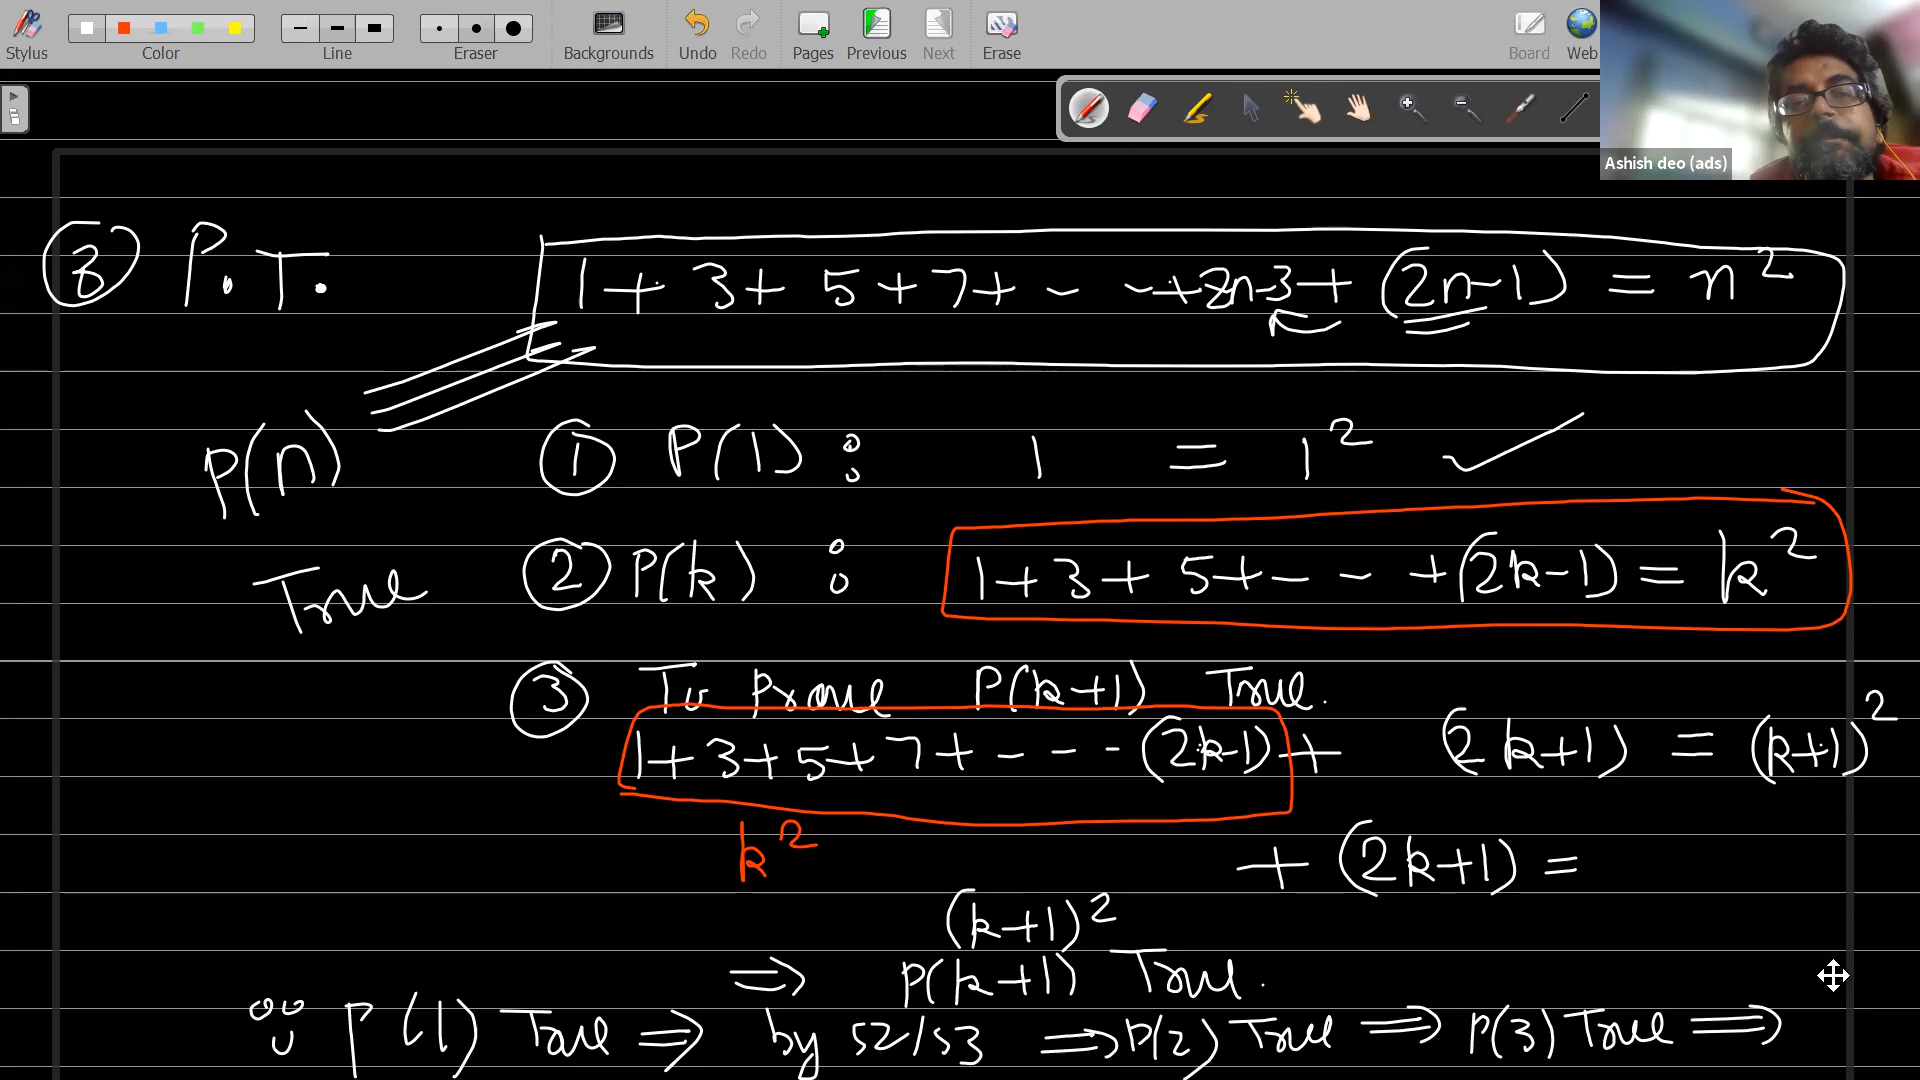 Stylus Color Line Eraser Backgrounds Undo Redo Pages Previous Next Erase Board Web
Ashish deo (ads)
8 P.T. 1 + 3 + 5 + 7 + - - + 2n-3 + (2n-1) = n²
P(n) ① P(1) : 1 = 1² ✓
True ② P(k) : 1 + 3 + 5 + - - + (2k-1) = k²
③ To prove P(k+1) True.
1 + 3 + 5 + 7 + - - - (2k-1) + (2k+1) = (k+1)²
k² + (2k+1) =
(k+1)²
⇒ P(k+1) True.
∵ P(1) True ⇒ by S2/S3 ⇒ P(2) True ⇒ P(3) True ⇒